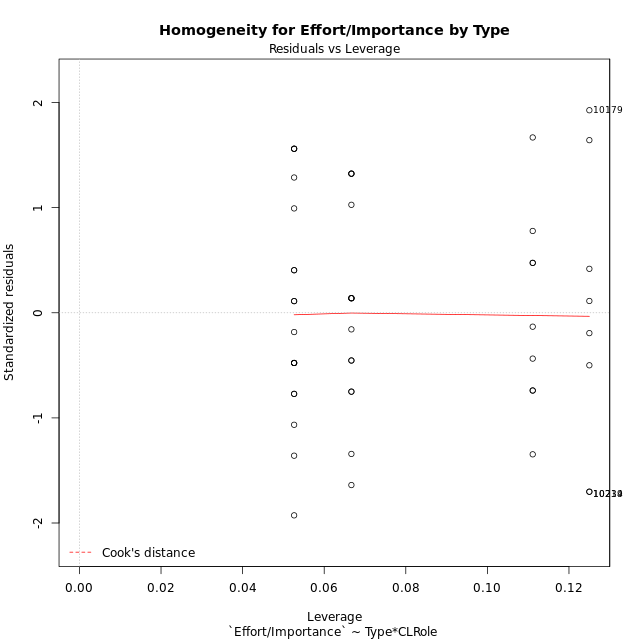 Homogeneity for Effort/Importance by Type
Residuals vs Leverage
Standardized residuals
2
1
0
-1
-2
10179
Cook's distance
0.00 0.02 0.04 0.06 0.08 0.10 0.12
Leverage
`Effort/Importance` ~ Type*CLRole